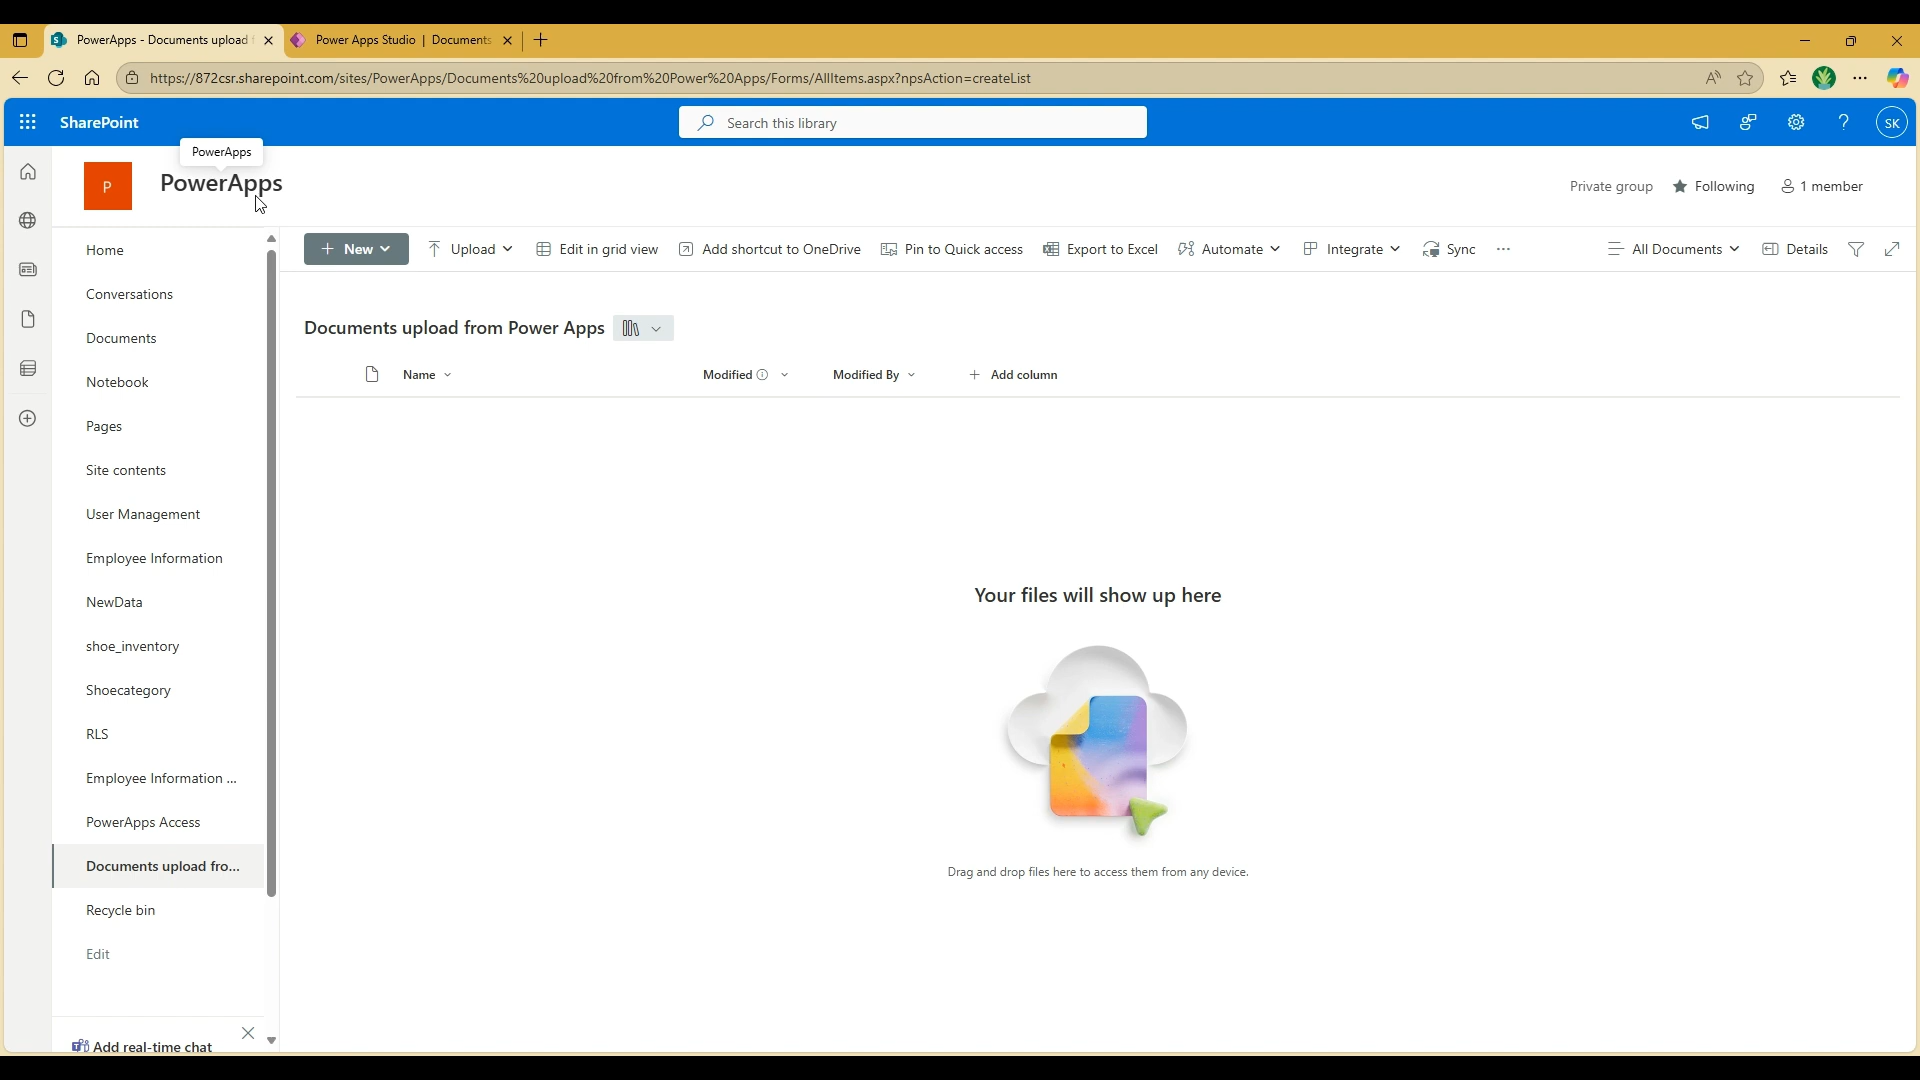 PowerApps - Documents upload
Power Apps Studio | Documents
https://872csr.sharepoint.com/sites/PowerApps/Documents%20upload%20from%20Power%20Apps/Forms/AllItems.aspx?npsAction=createList
SharePoint
Search this library
SK
PowerApps
P
PowerApps
Private group
Following
1 member
Home
Conversations
Documents
Notebook
Pages
Site contents
User Management
Employee Information
NewData
shoe_inventory
Shoecategory
RLS
Employee Information ...
PowerApps Access
Documents upload fro...
Recycle bin
Edit
Add real-time chat
New
Upload
Edit in grid view
Add shortcut to OneDrive
Pin to Quick access
Export to Excel
Automate
Integrate
Sync
All Documents
Details
Documents upload from Power Apps
Name
Modified
Modified By
Add column
Your files will show up here
Drag and drop files here to access them from any device.